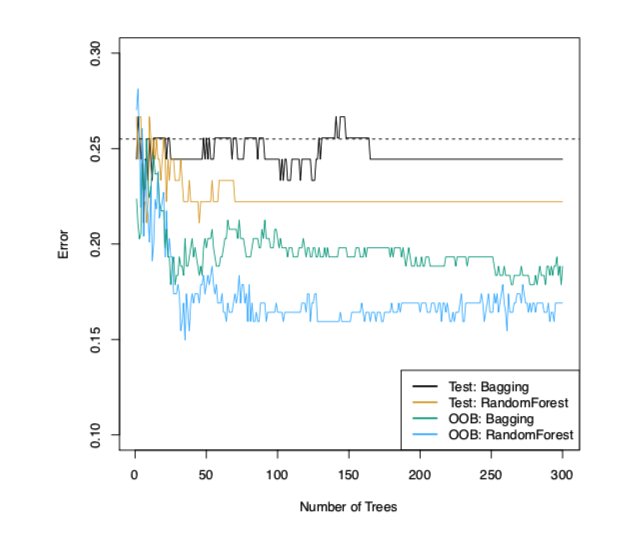 0.30
0.25
0.20
0.15
0.10
Error
Test: Bagging
Test: RandomForest
OOB: Bagging
OOB: RandomForest
0 50 100 150 200 250 300
Number of Trees